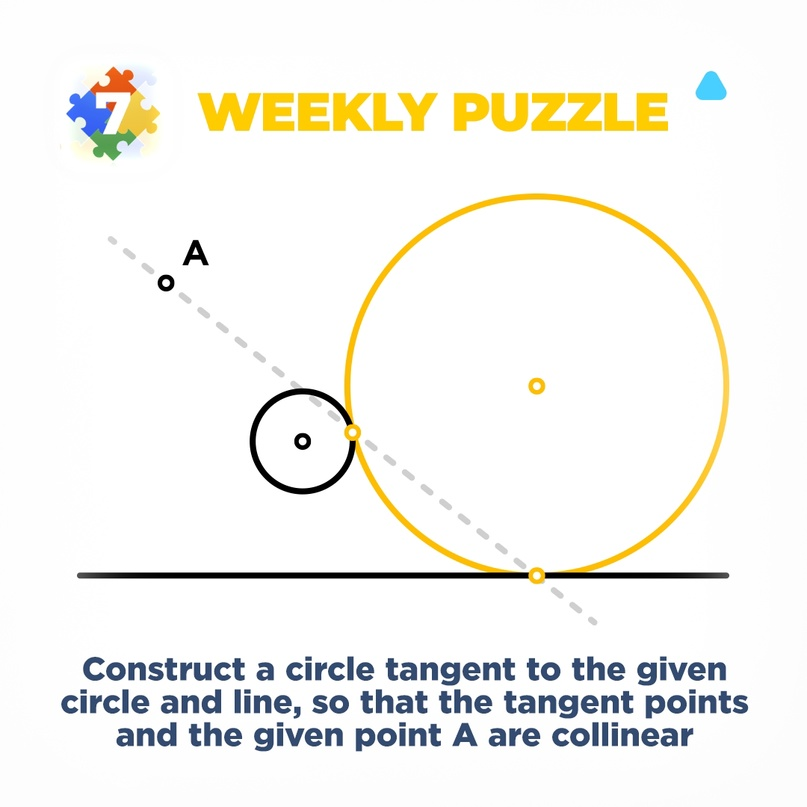 7
WEEKLY PUZZLE
A
Construct a circle tangent to the given
circle and line, so that the tangent points
and the given point A are collinear